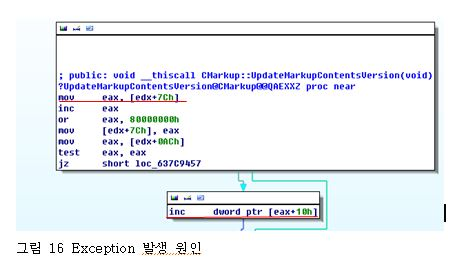 ; public: void __thiscall CMarkup::UpdateMarkupContentsVersion(void)
?UpdateMarkupContentsVersion@CMarkup@@QAEXXZ proc near
mov eax, [edx+7Ch]
inc eax
or eax, 80000000h
mov [edx+7Ch], eax
mov eax, [edx+0ACh]
test eax, eax
jz short loc_637C9457
inc dword ptr [eax+10h]
그림 16 Exception 발생 원인